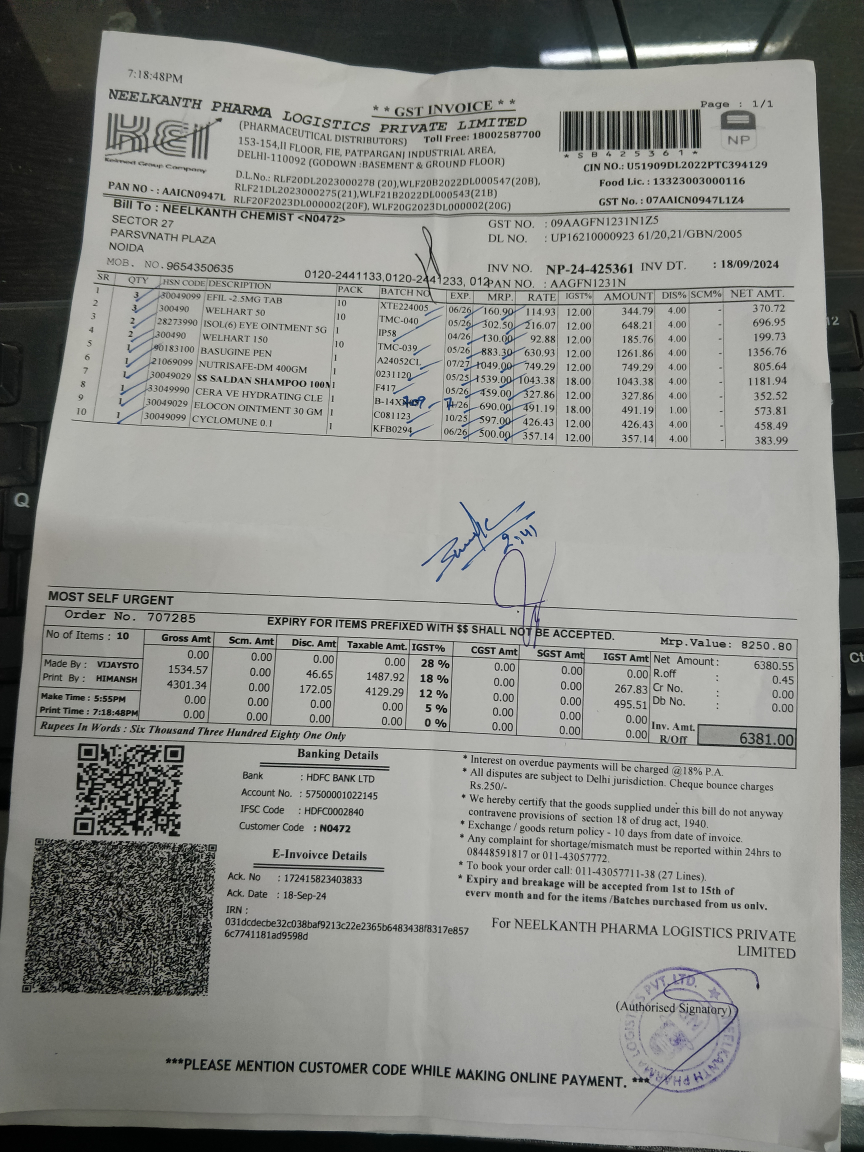 7:18:48PM
** GST INVOICE **
Page : 1/1
NEELKANTH PHARMA LOGISTICS PRIVATE LIMITED
KEI
Keimed Group Company
(PHARMACEUTICAL DISTRIBUTORS) Toll Free: 18002587700
153-154,II FLOOR, FIE, PATPARGANJ INDUSTRIAL AREA,
DELHI-110092 (GODOWN :BASEMENT & GROUND FLOOR)
*SB425361*
NP
CIN NO.: U51909DL2022PTC394129
Food Lic. : 13323003000116
GST No. : 07AAICN0947L1Z4
D.L.No.: RLF20DL2023000278 (20),WLF20B2022DL000547(20B),
RLF21DL2023000275(21),WLF21B2022DL000543(21B)
RLF20F2023DL000002(20F), WLF20G2023DL000002(20G)
PAN NO - : AAICN0947L
Bill To : NEELKANTH CHEMIST <N0472>
SECTOR 27
PARSVNATH PLAZA
NOIDA
MOB. NO.9654350635
0120-2441133,0120-2441233, 012
GST NO. : 09AAGFN1231N1Z5
DL NO. : UP16210000923 61/20,21/GBN/2005
INV NO. NP-24-425361 INV DT. : 18/09/2024
PAN NO. : AAGFN1231N
SR QTY HSN CODE DESCRIPTION PACK BATCH NO EXP. MRP. RATE IGST% AMOUNT DIS% SCM% NET AMT.
1 3 30049099 EFIL -2.5MG TAB 10 XTE224005 06/26 160.90 114.93 12.00 344.79 4.00 - 370.72
2 3 300490 WELHART 50 10 TMC-040 05/26 302.50 216.07 12.00 648.21 4.00 - 696.95
3 2 28273990 ISOL(6) EYE OINTMENT 5G 1 IP58 04/26 130.00 92.88 12.00 185.76 4.00 - 199.73
4 2 300490 WELHART 150 10 TMC-039 05/26 883.30 630.93 12.00 1261.86 4.00 - 1356.76
5 1 90183100 BASUGINE PEN 1 A24052CL 07/27 1049.00 749.29 12.00 749.29 4.00 - 805.64
6 1 21069099 NUTRISAFE-DM 400GM 1 0231120 05/25 1539.00 1043.38 18.00 1043.38 4.00 - 1181.94
7 1 30049029 $$ SALDAN SHAMPOO 100M 1 F417 05/26 459.00 327.86 12.00 327.86 4.00 - 352.52
8 1 33049990 CERA VE HYDRATING CLE 1 B-14X /26 690.00 491.19 18.00 491.19 1.00 - 573.81
9 1 30049029 ELOCON OINTMENT 30 GM 1 C081123 10/25 597.00 426.43 12.00 426.43 4.00 - 458.49
10 1 30049099 CYCLOMUNE 0.1 1 KFB0294 06/26 500.00 357.14 12.00 357.14 4.00 - 383.99
MOST SELF URGENT
Order No. 707285
EXPIRY FOR ITEMS PREFIXED WITH $$ SHALL NOT BE ACCEPTED.
Mrp.Value: 8250.80
No of Items : 10
Made By : VIJAYSTO
Print By : HIMANSH
Make Time : 5:55PM
Print Time : 7:18:48PM
Gross Amt Scm. Amt Disc. Amt Taxable Amt. IGST% CGST Amt SGST Amt IGST Amt
0.00 0.00 0.00 0.00 28 % 0.00 0.00 0.00
1534.57 0.00 46.65 1487.92 18 % 0.00 0.00 267.83
4301.34 0.00 172.05 4129.29 12 % 0.00 0.00 495.51
0.00 0.00 0.00 0.00 5 % 0.00 0.00 0.00
0.00 0.00 0.00 0.00 0 % 0.00 0.00 0.00
Net Amount : 6380.55
R.off : 0.45
Cr No. : 0.00
Db No. : 0.00
Inv. Amt.
R/Off 6381.00
Rupees In Words : Six Thousand Three Hundred Eighty One Only
Banking Details
Bank : HDFC BANK LTD
Account No. : 57500001022145
IFSC Code : HDFC0002840
Customer Code : N0472
E-Invoicve Details
Ack. No : 172415823403833
Ack. Date : 18-Sep-24
IRN :
031dcdecbe32c038baf9213c22e2365b6483438f8317e857
6c7741181ad9598d
* Interest on overdue payments will be charged @18% P.A.
* All disputes are subject to Delhi jurisdiction. Cheque bounce charges
Rs.250/-
* We hereby certify that the goods supplied under this bill do not anyway
contravene provisions of section 18 of drug act, 1940.
* Exchange / goods return policy - 10 days from date of invoice.
* Any complaint for shortage/mismatch must be reported within 24hrs to
08448591817 or 011-43057772.
* To book your order call: 011-43057711-38 (27 Lines).
* Expiry and breakage will be accepted from 1st to 15th of
every month and for the items /Batches purchased from us only.
For NEELKANTH PHARMA LOGISTICS PRIVATE
LIMITED
(Authorised Signatory)
NEELKANTH PHARMA LOGISTICS PVT. LTD.
***PLEASE MENTION CUSTOMER CODE WHILE MAKING ONLINE PAYMENT. ***
Q
12
Ct